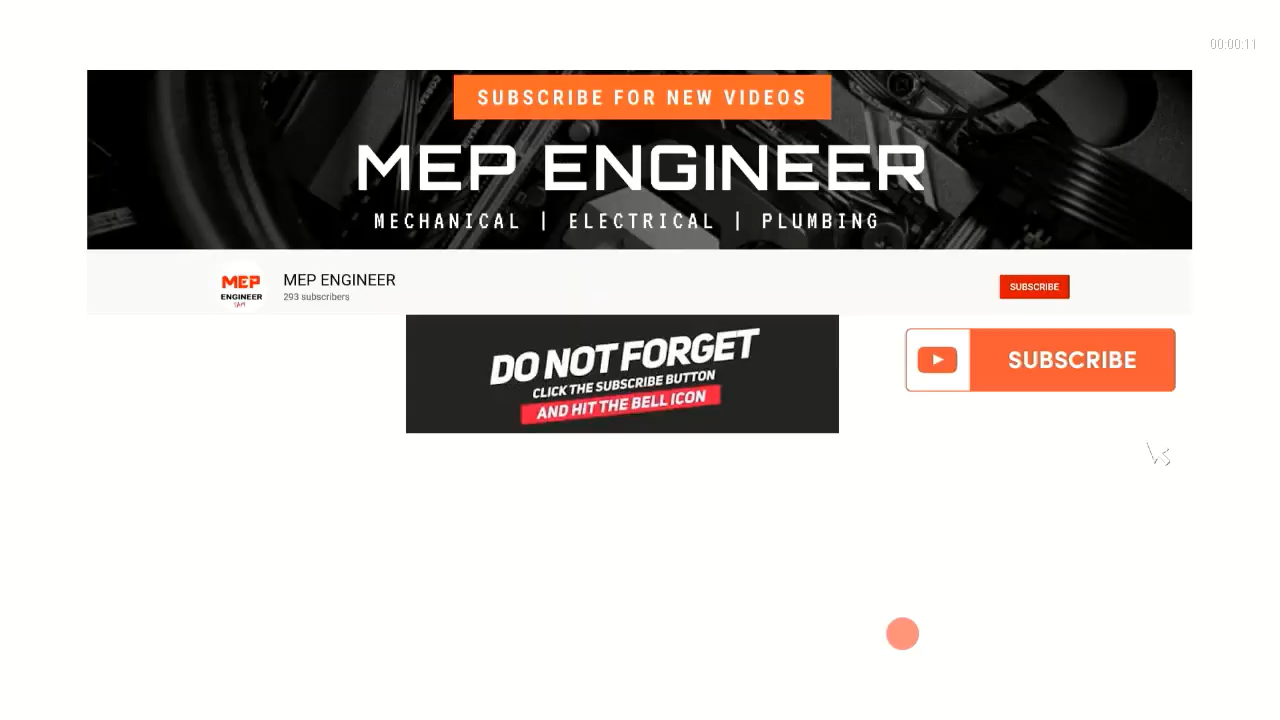 00:00:11
SUBSCRIBE FOR NEW VIDEOS
MEP ENGINEER
MECHANICAL | ELECTRICAL | PLUMBING
MEP
ENGINEER
MEP ENGINEER
293 subscribers
SUBSCRIBE
DO NOT FORGET
CLICK THE SUBSCRIBE BUTTON
AND HIT THE BELL ICON
SUBSCRIBE